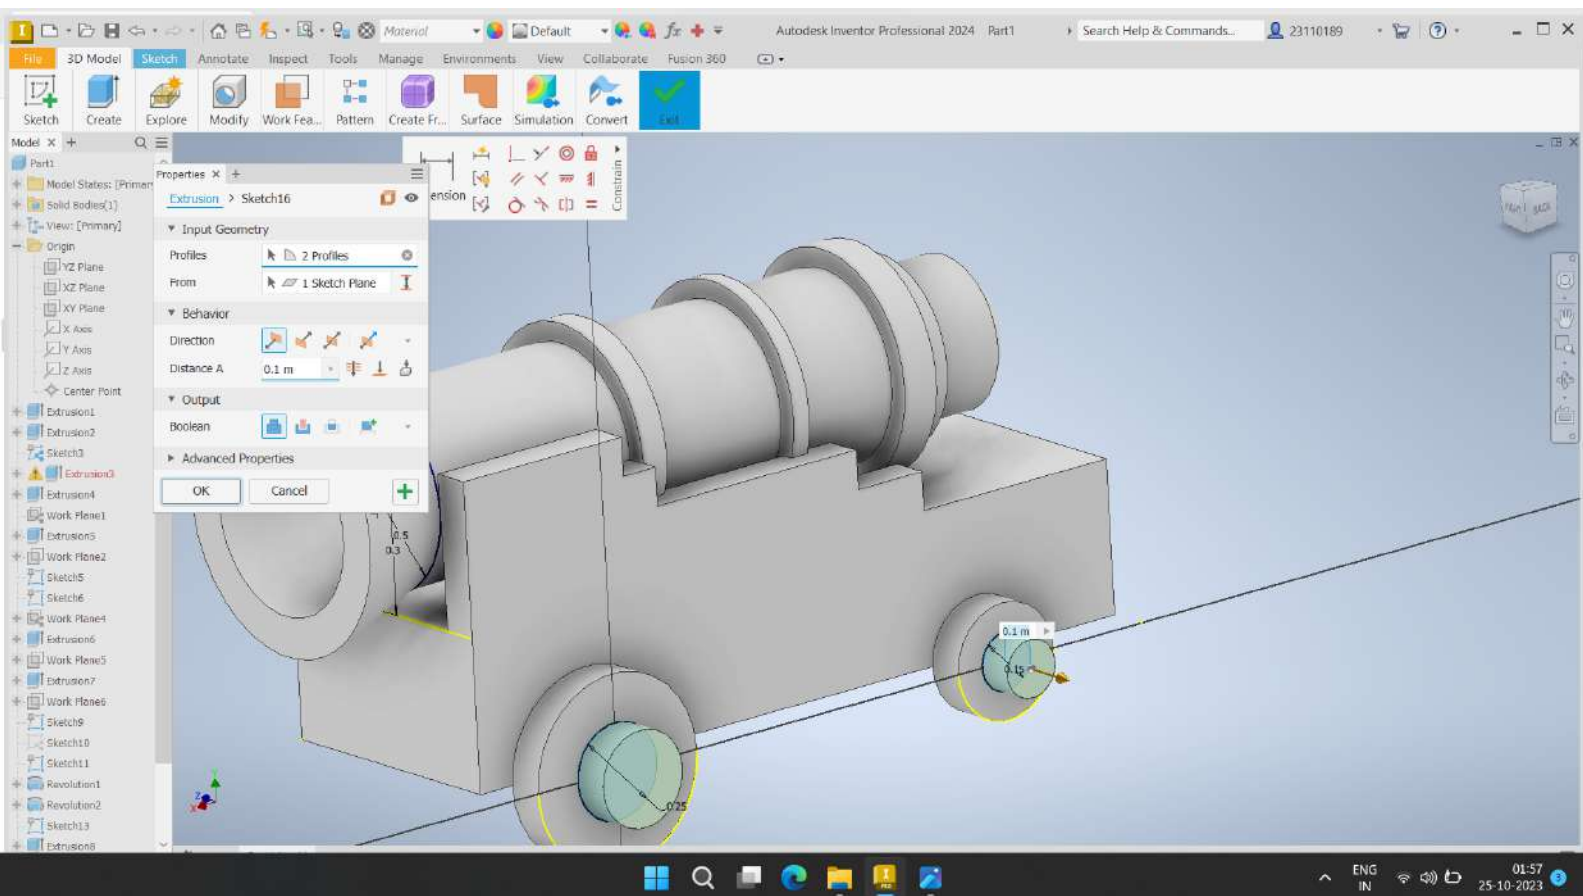 Material
Default
Autodesk Inventor Professional 2024 Part1
Search Help & Commands...
23110189
File 3D Model Sketch Annotate Inspect Tools Manage Environments View Collaborate Fusion 360
Sketch Create Explore Modify Work Fea... Pattern Create Fr... Surface Simulation Convert Exit
Model X +
Part1
Model States: [Primary
Solid Bodies(1)
View: [Primary]
Origin
YZ Plane
XZ Plane
XY Plane
X Axis
Y Axis
Z Axis
Center Point
Extrusion1
Extrusion2
Sketch3
Extrusion3
Extrusion4
Work Plane1
Extrusion5
Work Plane2
Sketch5
Sketch6
Work Plane4
Extrusion6
Work Plane5
Extrusion7
Work Plane6
Sketch9
Sketch10
Sketch11
Revolution1
Revolution2
Sketch13
Extrusion8
Properties X +
Extrusion > Sketch16
Input Geometry
Profiles 2 Profiles
From 1 Sketch Plane
Behavior
Direction
Distance A 0.1 m
Output
Boolean
Advanced Properties
OK Cancel
ension
Constrain
BACK
0.5
0.3
0.1 m
0.15
0.25
X
Y
Z
ENG
IN
01:57
25-10-2023
3